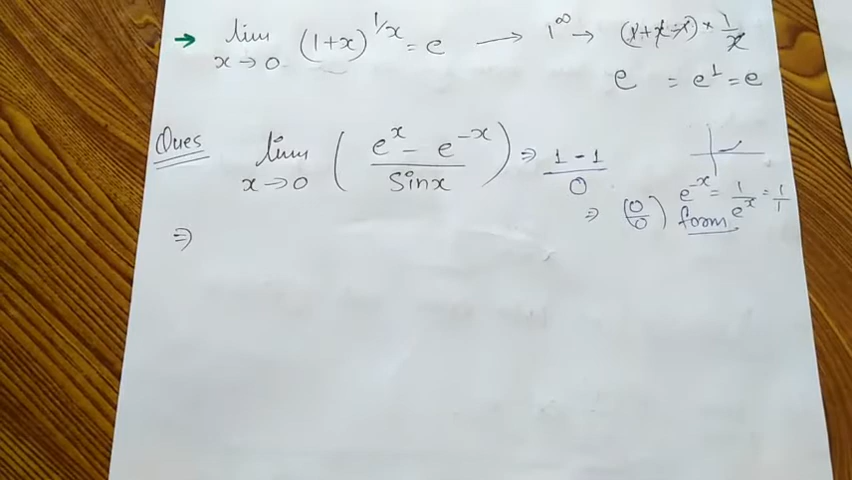 → lim x→0 (1+x)^1/x = e → 1^∞ → (1+x-1) × 1/x
e = e^1 = e
Ques lim x→0 (e^x - e^-x / Sinx) ⇒ 1-1 / 0
⇒ (0/0) form e^-x = 1/e^x = 1/1
⇒